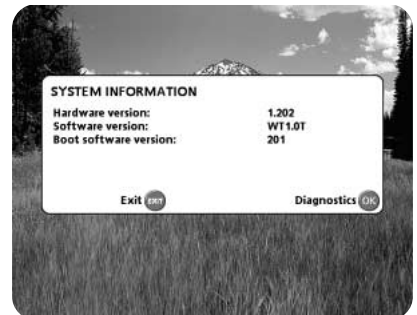 SYSTEM INFORMATION
Hardware version: 1.202
Software version: WT1.0T
Boot software version: 201
Exit EXIT Diagnostics OK